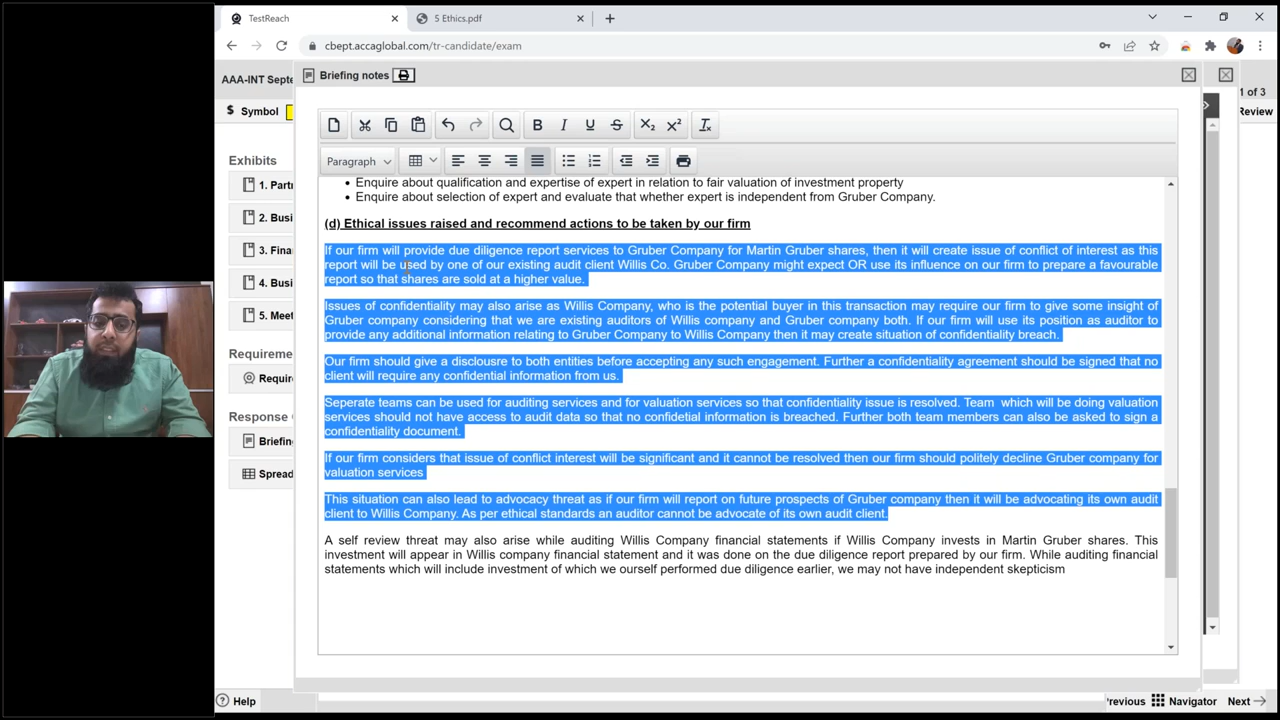 TestReach
5 Ethics.pdf
cbept.accaglobal.com/tr-candidate/exam
AAA-INT Septe
Briefing notes
1 of 3
$ Symbol
Review
Paragraph
Exhibits
1. Partn
2. Busi
3. Fina
4. Busi
5. Meet
Requireme
Require
Response O
Briefing
Spread
• Enquire about qualification and expertise of expert in relation to fair valuation of investment property
• Enquire about selection of expert and evaluate that whether expert is independent from Gruber Company.
(d) Ethical issues raised and recommend actions to be taken by our firm
If our firm will provide due diligence report services to Gruber Company for Martin Gruber shares, then it will create issue of conflict of interest as this
report will be used by one of our existing audit client Willis Co. Gruber Company might expect OR use its influence on our firm to prepare a favourable
report so that shares are sold at a higher value.
Issues of confidentiality may also arise as Willis Company, who is the potential buyer in this transaction may require our firm to give some insight of
Gruber company considering that we are existing auditors of Willis company and Gruber company both. If our firm will use its position as auditor to
provide any additional information relating to Gruber Company to Willis Company then it may create situation of confidentiality breach.
Our firm should give a disclousre to both entities before accepting any such engagement. Further a confidentiality agreement should be signed that no
client will require any confidential information from us.
Seperate teams can be used for auditing services and for valuation services so that confidentiality issue is resolved. Team which will be doing valuation
services should not have access to audit data so that no confidetial information is breached. Further both team members can also be asked to sign a
confidentiality document.
If our firm considers that issue of conflict interest will be significant and it cannot be resolved then our firm should politely decline Gruber company for
valuation services
This situation can also lead to advocacy threat as if our firm will report on future prospects of Gruber company then it will be advocating its own audit
client to Willis Company. As per ethical standards an auditor cannot be advocate of its own audit client.
A self review threat may also arise while auditing Willis Company financial statements if Willis Company invests in Martin Gruber shares. This
investment will appear in Willis company financial statement and it was done on the due diligence report prepared by our firm. While auditing financial
statements which will include investment of which we ourself performed due diligence earlier, we may not have independent skepticism
Help
revious
Navigator
Next